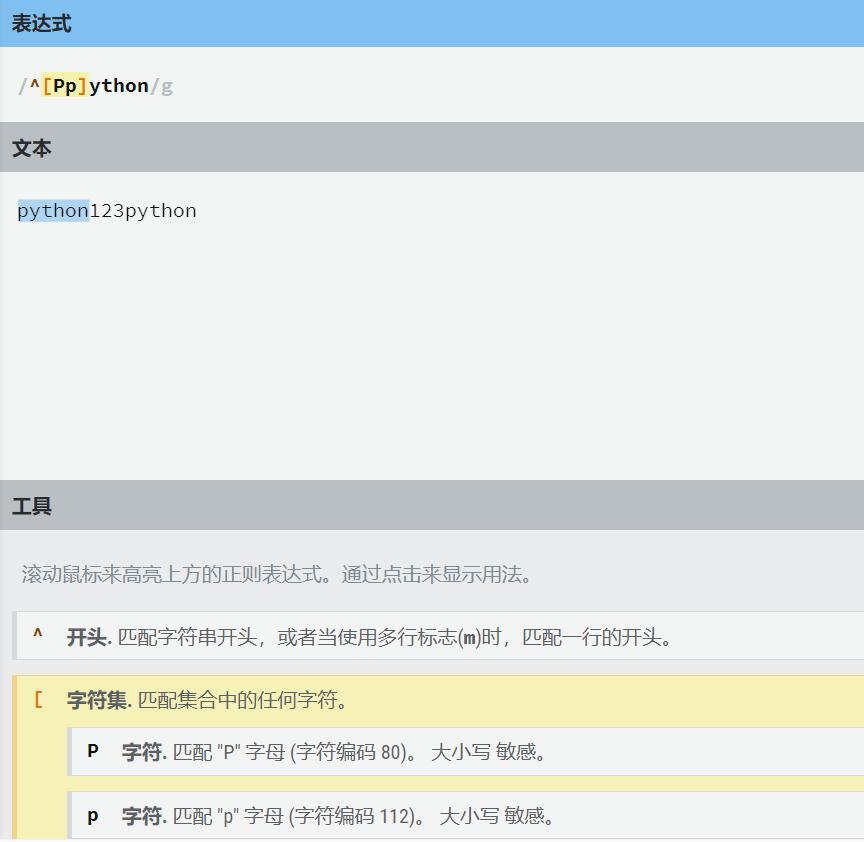 表达式
/^[Pp]ython/g
文本
python123python
工具
滚动鼠标来高亮上方的正则表达式。通过点击来显示用法。
^ 开头. 匹配字符串开头，或者当使用多行标志(m)时，匹配一行的开头。
[ 字符集. 匹配集合中的任何字符。
P 字符. 匹配 "P" 字母 (字符编码 80)。 大小写 敏感。
p 字符. 匹配 "p" 字母 (字符编码 112)。 大小写 敏感。